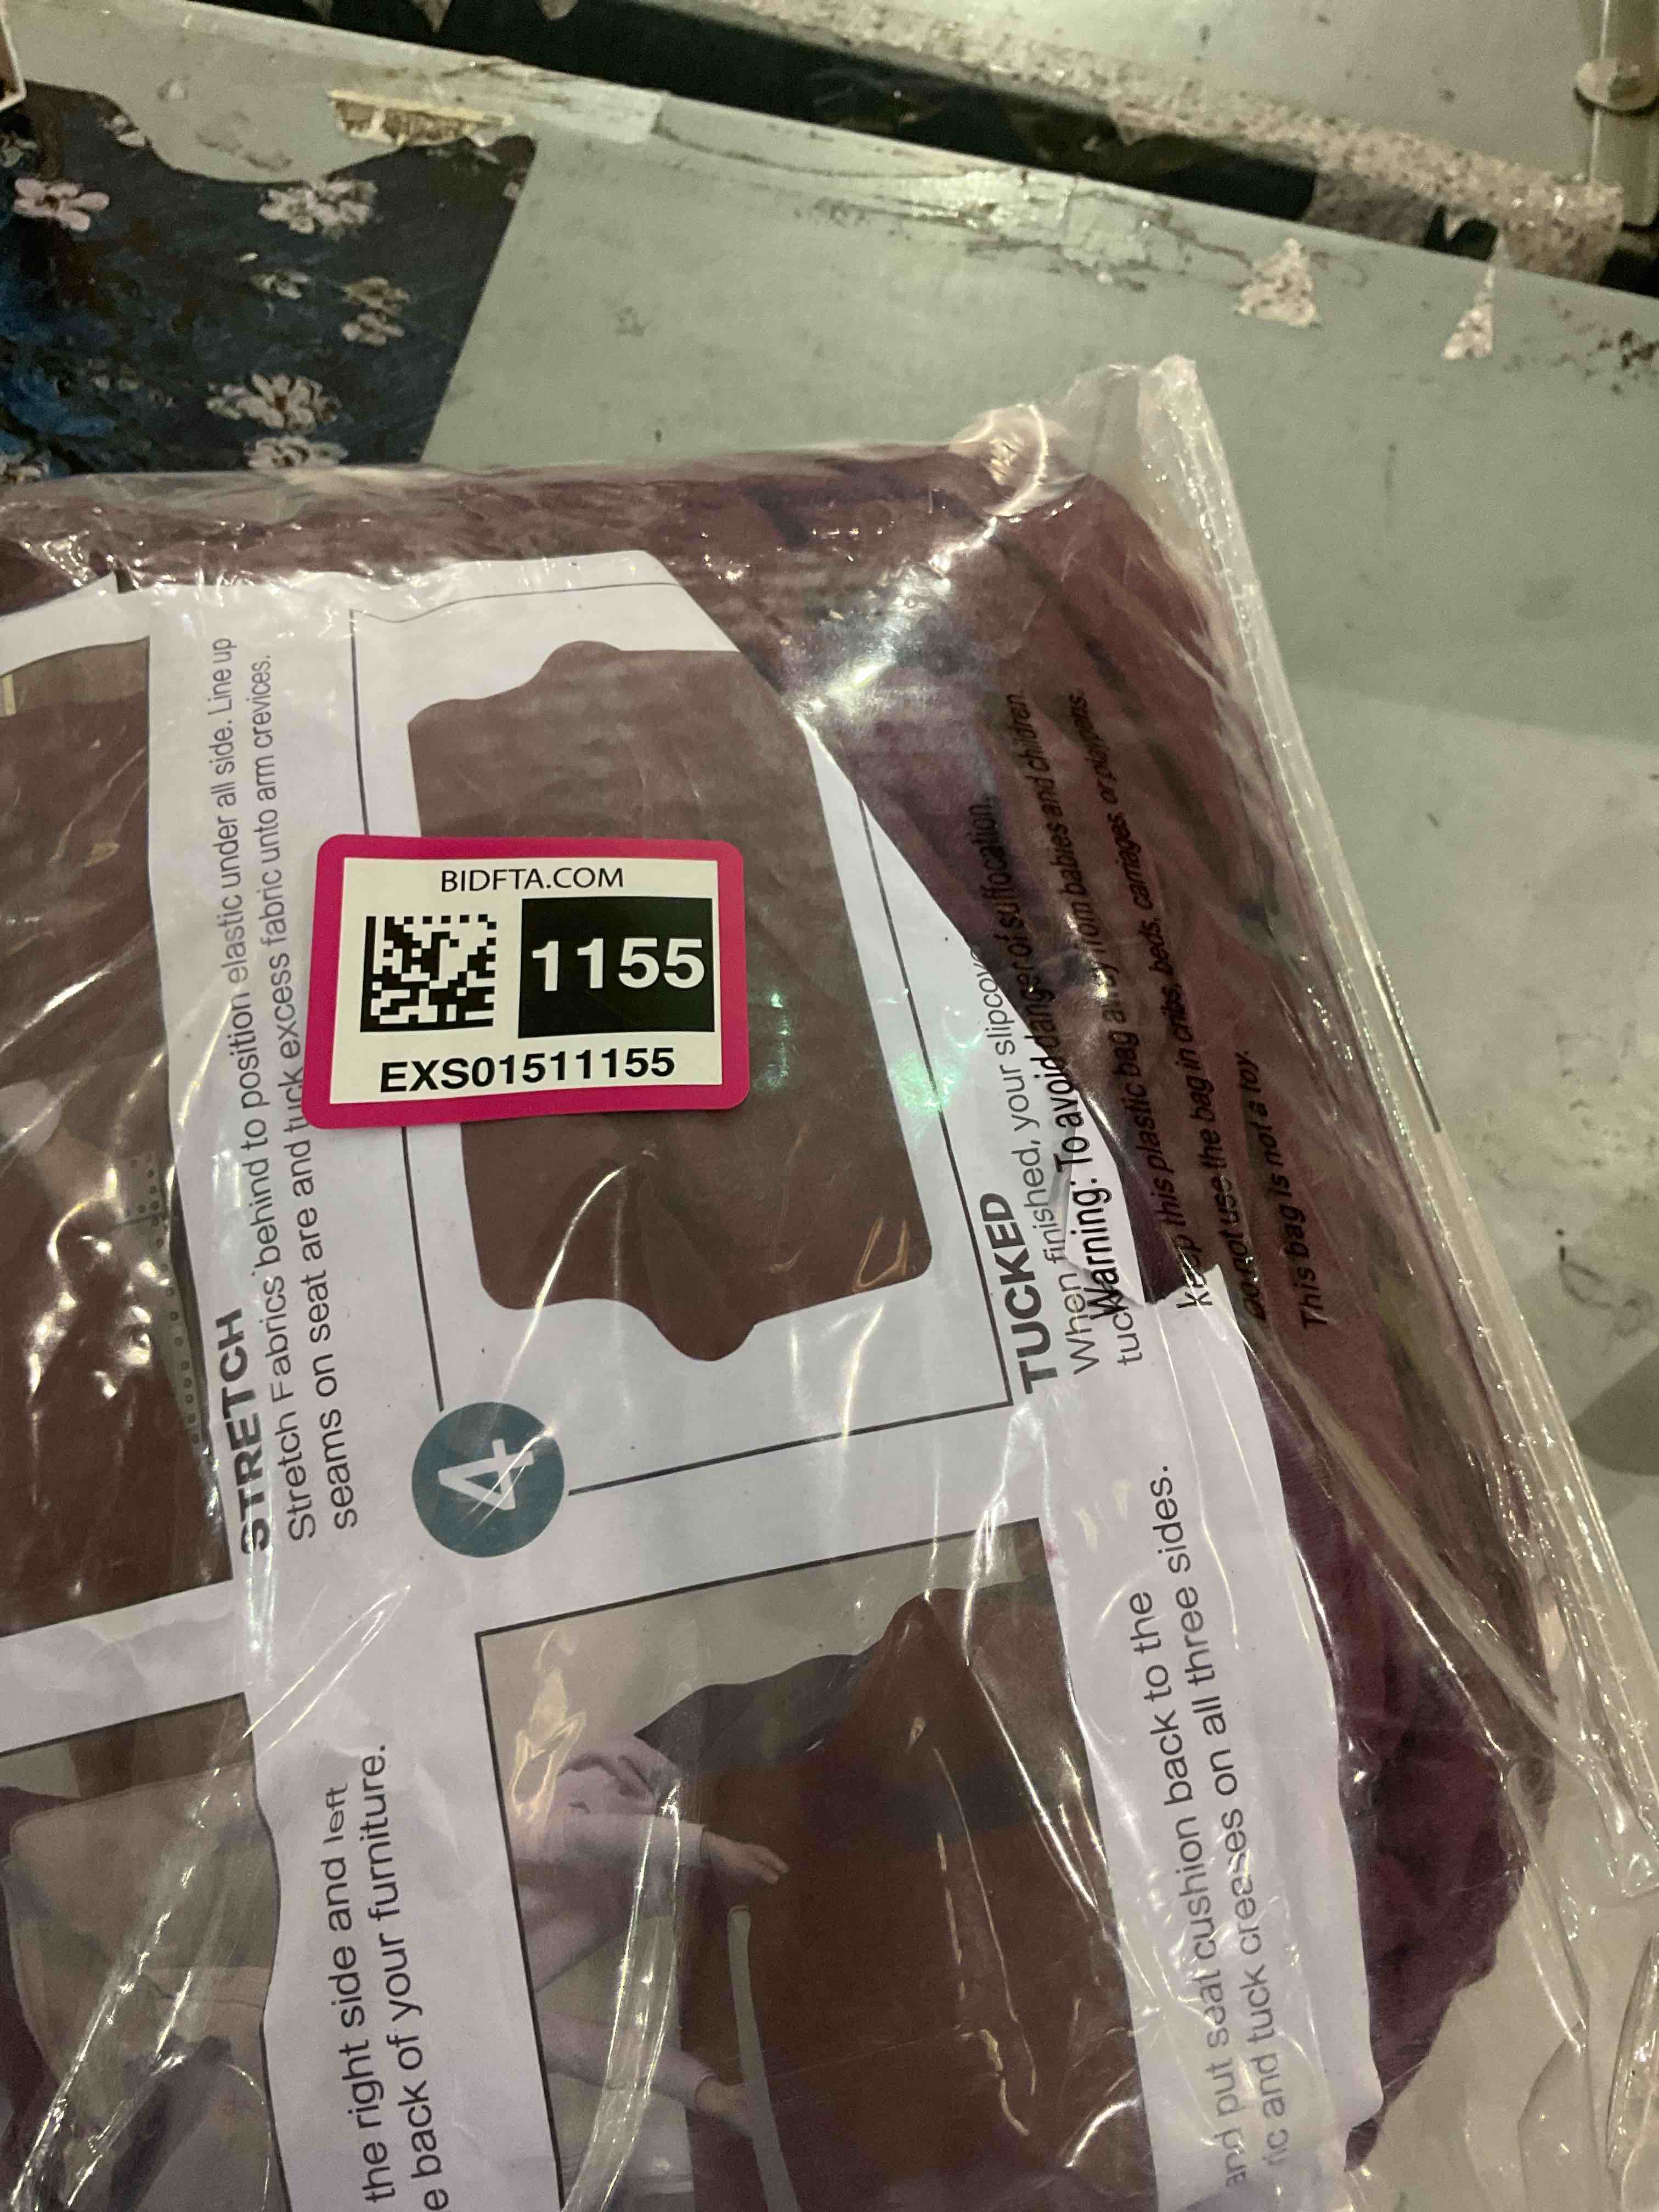 BIDFTA.COM
1155
EXS01511155
STRETCH
Stretch Fabrics behind to position elastic under all side. Line up
seams on seat are and tuck excess fabric unto arm crevices.
4
TUCKED
When finished, your slipcove
tuck
Warning: To avoid danger of suffocation,
keep this plastic bag away from babies and children.
Do not use the bag in cribs, beds, carriages, or playpens.
This bag is not a toy.
the right side and left
e back of your furniture.
and put seat cushion back to the
ric and tuck creases on all three sides.